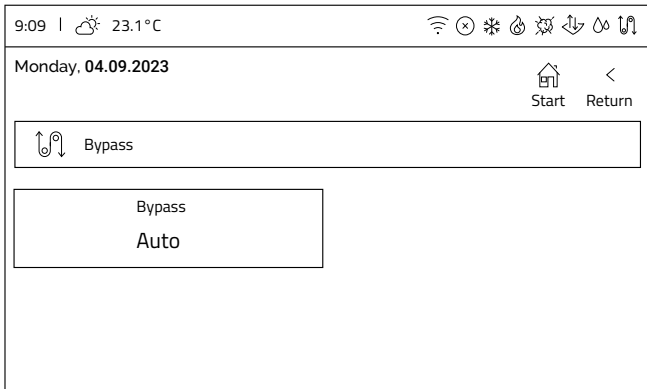 9:09 | 23.1°C
Monday, 04.09.2023
Start Return
Bypass
Bypass
Auto